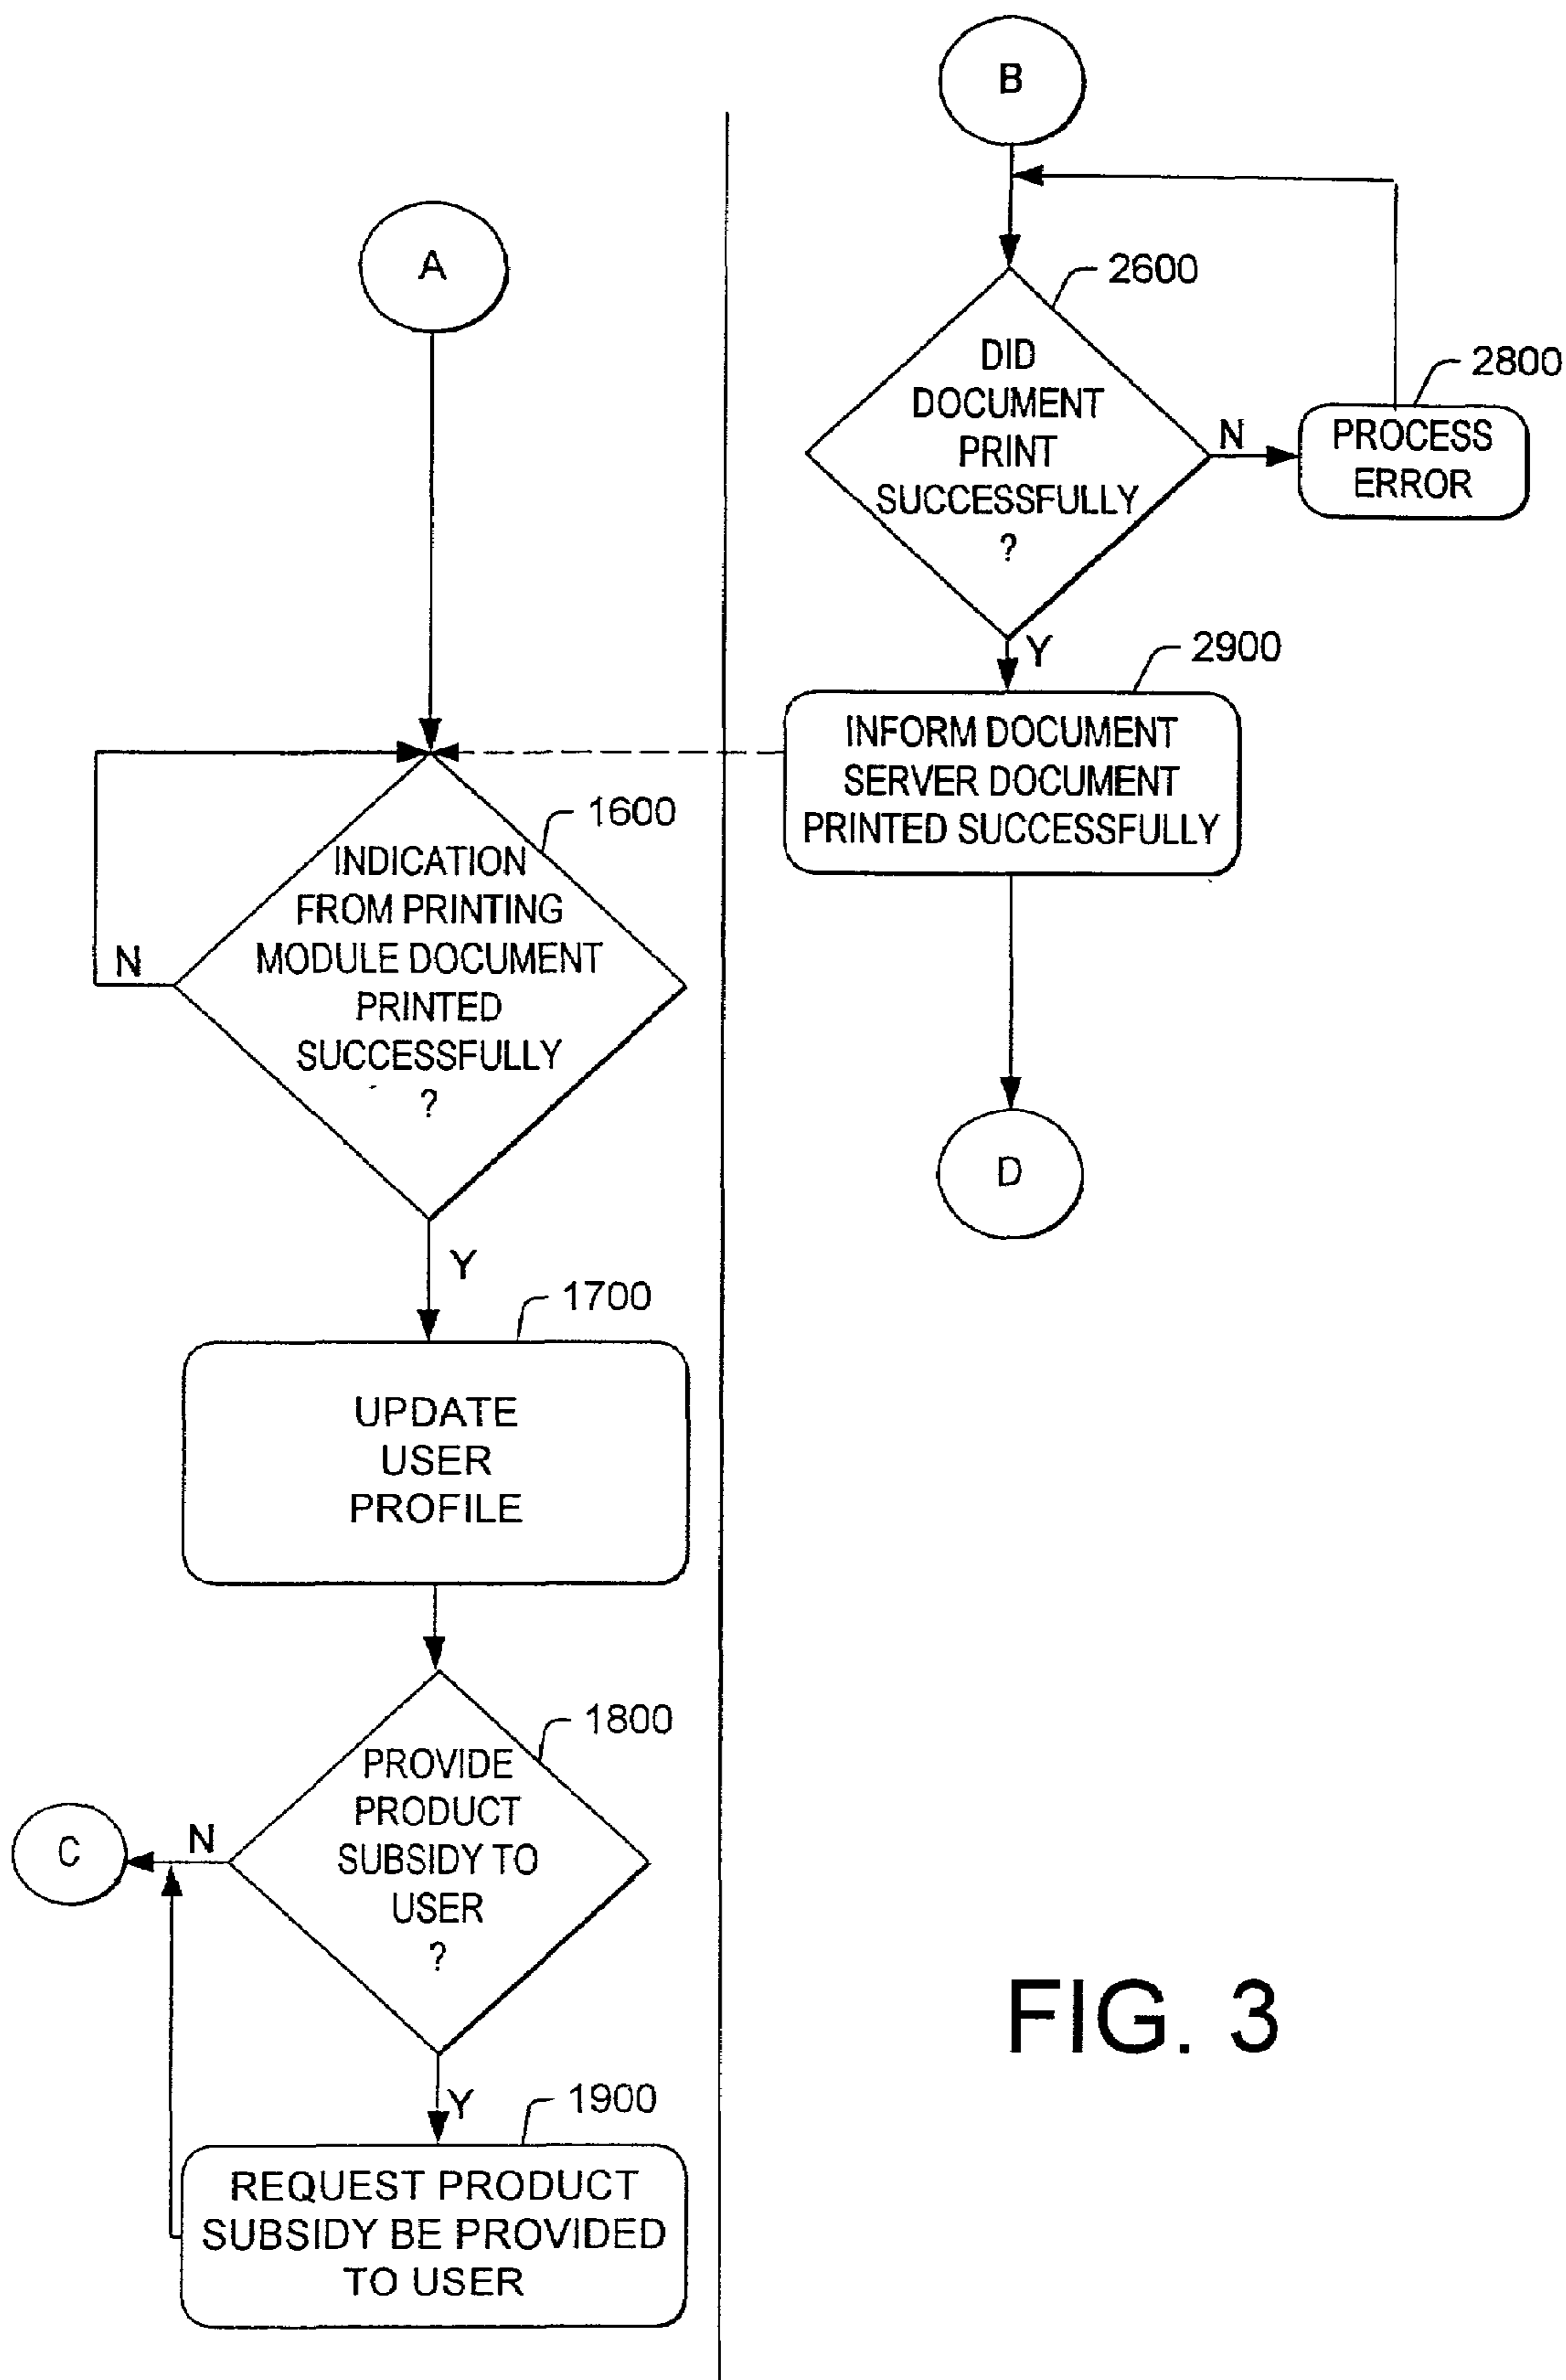 A
1600
INDICATION
FROM PRINTING
MODULE DOCUMENT
PRINTED
SUCCESSFULLY
?
N
Y
1700
UPDATE
USER
PROFILE
1800
PROVIDE
PRODUCT
SUBSIDY TO
USER
?
N
C
Y
1900
REQUEST PRODUCT
SUBSIDY BE PROVIDED
TO USER
B
2600
DID
DOCUMENT
PRINT
SUCCESSFULLY
?
N
2800
PROCESS
ERROR
Y
2900
INFORM DOCUMENT
SERVER DOCUMENT
PRINTED SUCCESSFULLY
D
FIG. 3